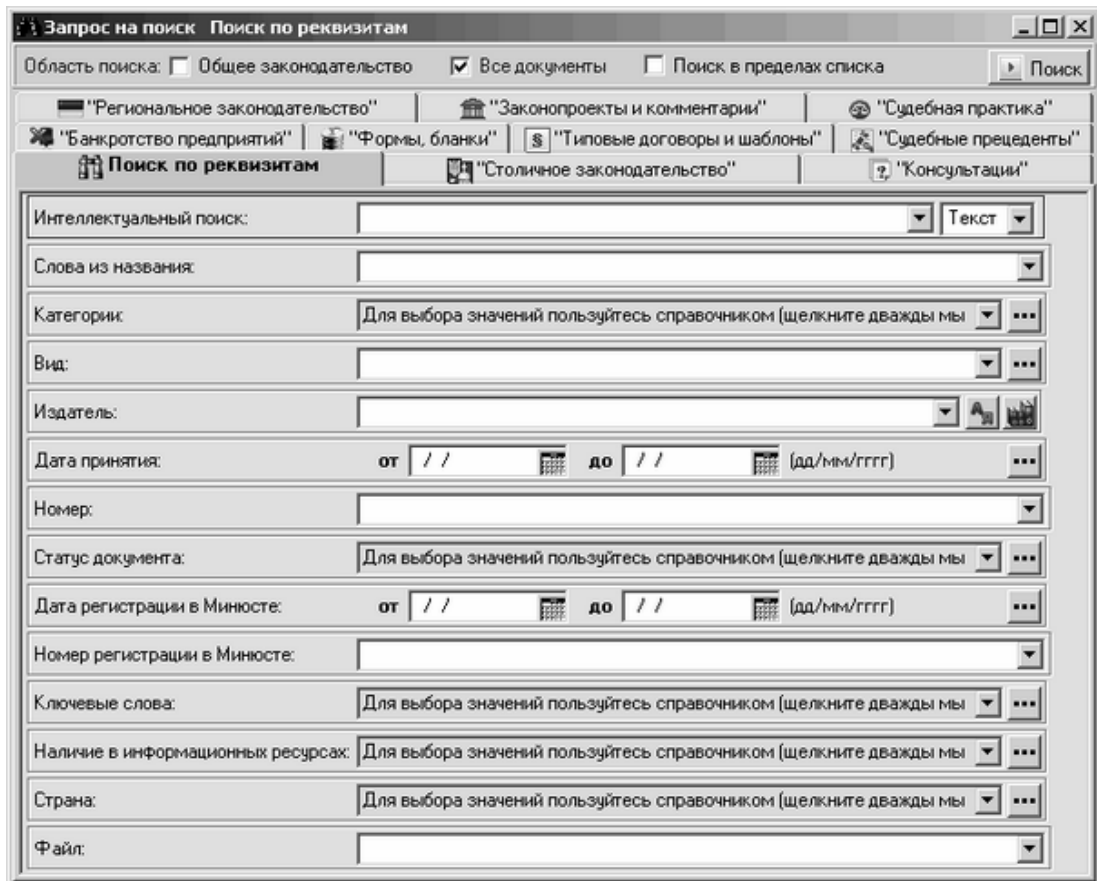 Запрос на поиск Поиск по реквизитам
Область поиска: Общее законодательство Все документы Поиск в пределах списка Поиск
"Региональное законодательство" "Законопроекты и комментарии" "Судебная практика"
"Банкротство предприятий" "Формы, бланки" § "Типовые договоры и шаблоны" "Судебные прецеденты"
Поиск по реквизитам "Столичное законодательство" ? "Консультации"
Интеллектуальный поиск: Текст
Слова из названия:
Категории: Для выбора значений пользуйтесь справочником (щелкните дважды мы ...
Вид: ...
Издатель: А Я
Дата принятия: от / / до / / (дд/мм/гггг) ...
Номер:
Статус документа: Для выбора значений пользуйтесь справочником (щелкните дважды мы ...
Дата регистрации в Минюсте: от / / до / / (дд/мм/гггг) ...
Номер регистрации в Минюсте:
Ключевые слова: Для выбора значений пользуйтесь справочником (щелкните дважды мы ...
Наличие в информационных ресурсах: Для выбора значений пользуйтесь справочником (щелкните дважды мы ...
Страна: Для выбора значений пользуйтесь справочником (щелкните дважды мы ...
Файл: